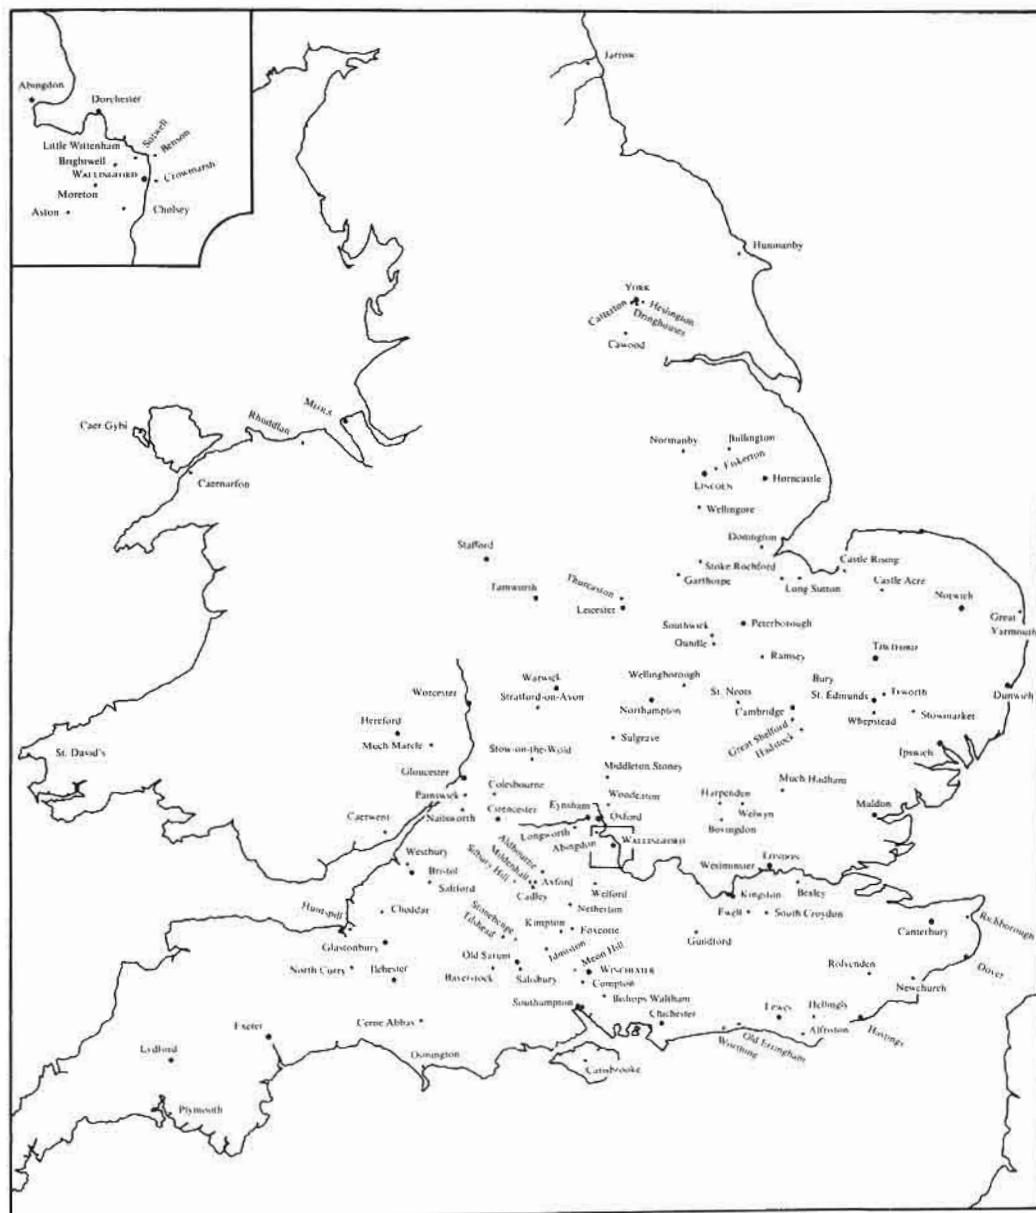 Jarrow
Abingdon
Dorchester
Little Wittenham
Sotwell
Benson
Brightwell
WALLINGFORD
Crowmarsh
Moreton
Aston
Cholsey
Hunmanby
YORK
Heslington
Dringhouses
Cawood
MEOLS
Rhuddlan
Caer Gybi
Caernarfon
Normanby
Bullington
Fiskerton
LINCOLN
Horncastle
Wellingore
Donington
Stafford
Stoke Rochford
Castle Rising
Garthorpe
Long Sutton
Castle Acre
Tamworth
Thurcaston
Leicester
Norwich
Great
Yarmouth
Southwick
Peterborough
Oundle
Ramsey
THETFORD
Warwick
Wellingborough
Bury
St. Edmunds
Worcester
Stratford-on-Avon
St. Neots
Ixworth
Dunwich
Northampton
Cambridge
Whepstead
Stowmarket
Hereford
Great Shelford
Hadstock
Much Marcle
Sulgrave
Stow-on-the-Wold
Ipswich
St. David's
Gloucester
Middleton Stoney
Much Hadham
Painswick
Colesbourne
Woodeaton
Harpenden
Nailsworth
Cirencester
Eynsham
Oxford
Welwyn
Maldon
Caerwent
Longworth
Bovingdon
Abingdon
WALLINGFORD
Aldbourne
Mildenhall
Silbury Hill
Westbury
Westminster
LONDON
Bristol
Axford
Saltford
Cadley
Welford
Kingston
Bexley
Netherton
Huntspill
Cheddar
Stonehenge
Tilshead
Kimpton
Foxcotte
Ewell
South Croydon
Richborough
Canterbury
Glastonbury
Guildford
Idmiston
Meon Hill
Old Sarum
North Curry
Ilchester
Baverstock
Salisbury
WINCHESTER
Rolvenden
Dover
Compton
Newchurch
Bishops Waltham
Southampton
Chichester
Lewes
Hellingly
Cerne Abbas
Exeter
Old Erringham
Worthing
Alfriston
Hastings
Lydford
Carisbrooke
Plymouth